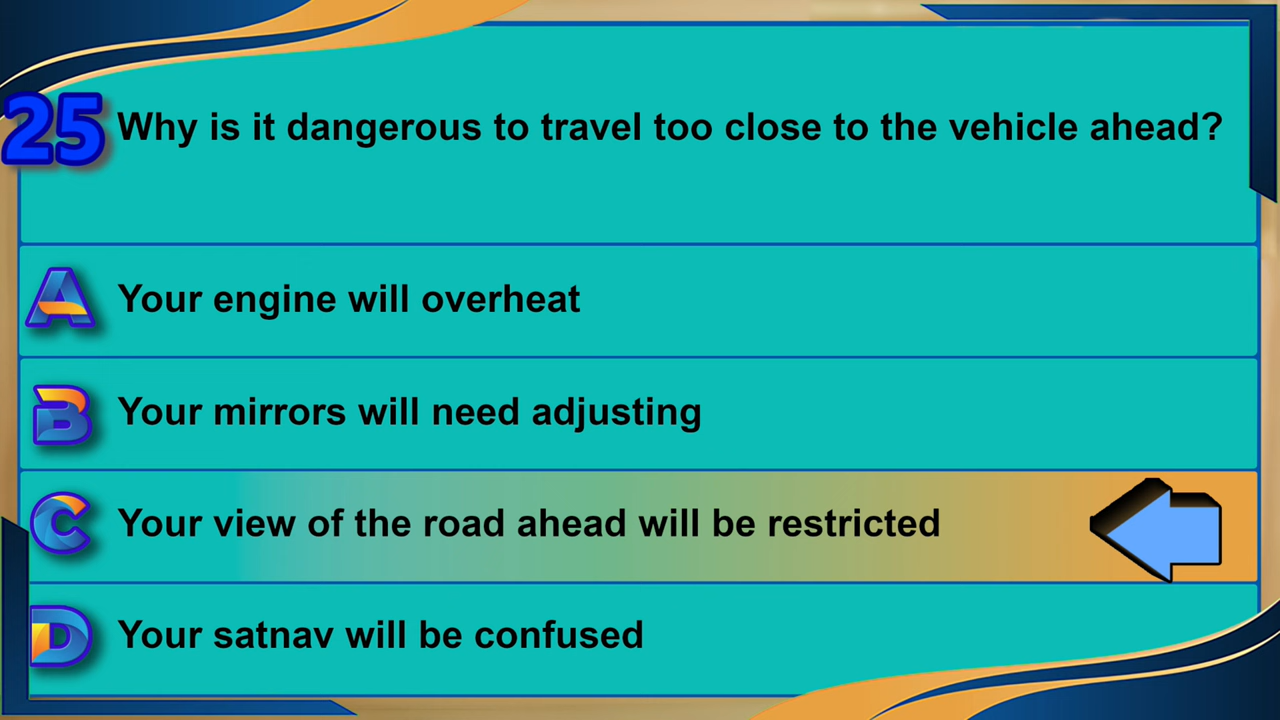 25 Why is it dangerous to travel too close to the vehicle ahead?
A Your engine will overheat
B Your mirrors will need adjusting
C Your view of the road ahead will be restricted
D Your satnav will be confused